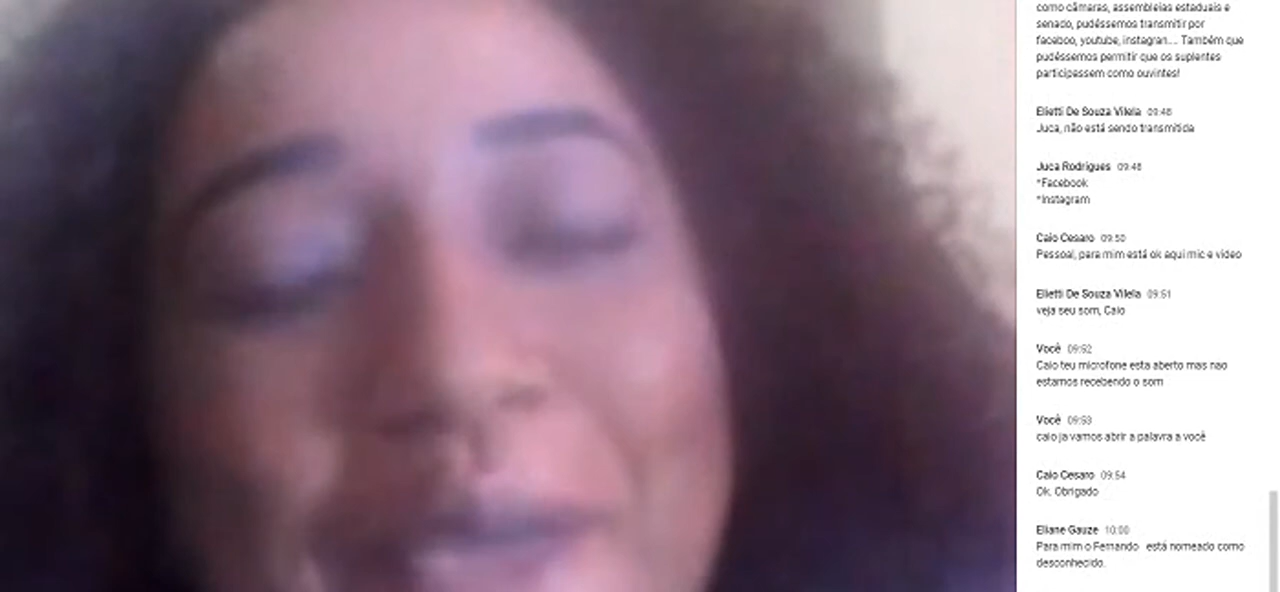 como câmaras, assembleias estaduais e
senado, pudéssemos transmitir por
faceboo, youtube, instagran.... Também que
pudéssemos permitir que os suplentes
participassem como ouvintes!
Elietti De Souza Vilela 09:48
Juca, não está sendo transmitida
Juca Rodrigues 09:48
*Facebook
*Instagram
Caio Cesaro 09:50
Pessoal, para mim está ok aqui mic e vídeo
Elietti De Souza Vilela 09:51
veja seu som, Caio
Você 09:52
Caio teu microfone esta aberto mas nao
estamos recebendo o som
Você 09:53
caio ja vamos abrir a palavra a você
Caio Cesaro 09:54
Ok. Obrigado
Eliane Gauze 10:00
Para mim o Fernando está nomeado como
desconhecido.